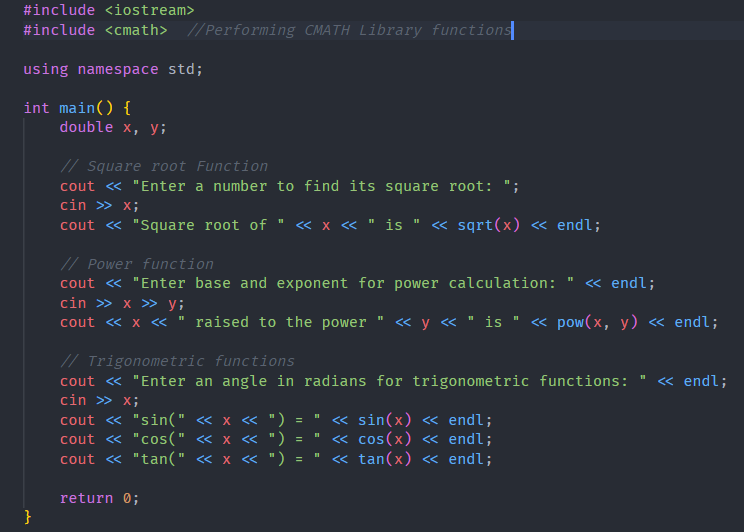 #include <iostream>
#include <cmath>  //Performing CMATH Library functions

using namespace std;

int main() {
    double x, y;

    // Square root Function
    cout << "Enter a number to find its square root: ";
    cin >> x;
    cout << "Square root of " << x << " is " << sqrt(x) << endl;

    // Power function
    cout << "Enter base and exponent for power calculation: " << endl;
    cin >> x >> y;
    cout << x << " raised to the power " << y << " is " << pow(x, y) << endl;

    // Trigonometric functions
    cout << "Enter an angle in radians for trigonometric functions: " << endl;
    cin >> x;
    cout << "sin(" << x << ") = " << sin(x) << endl;
    cout << "cos(" << x << ") = " << cos(x) << endl;
    cout << "tan(" << x << ") = " << tan(x) << endl;

    return 0;
}